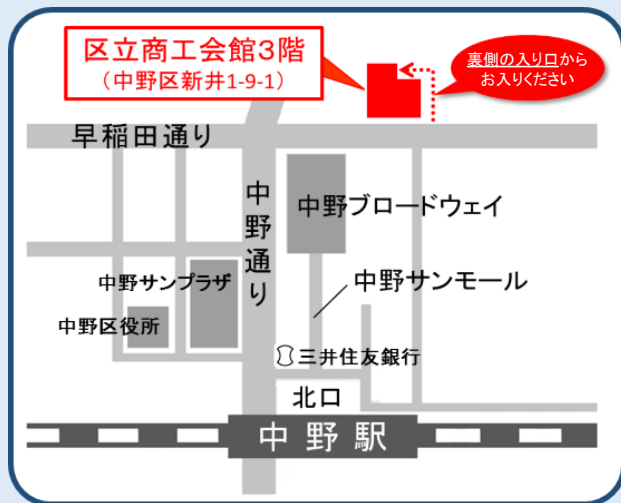 区立商工会館3階
（中野区新井1-9-1）
裏側の入り口から
お入りください
早稲田通り
中野通り
中野ブロードウェイ
中野サンプラザ
中野サンモール
中野区役所
三井住友銀行
北口
中野駅